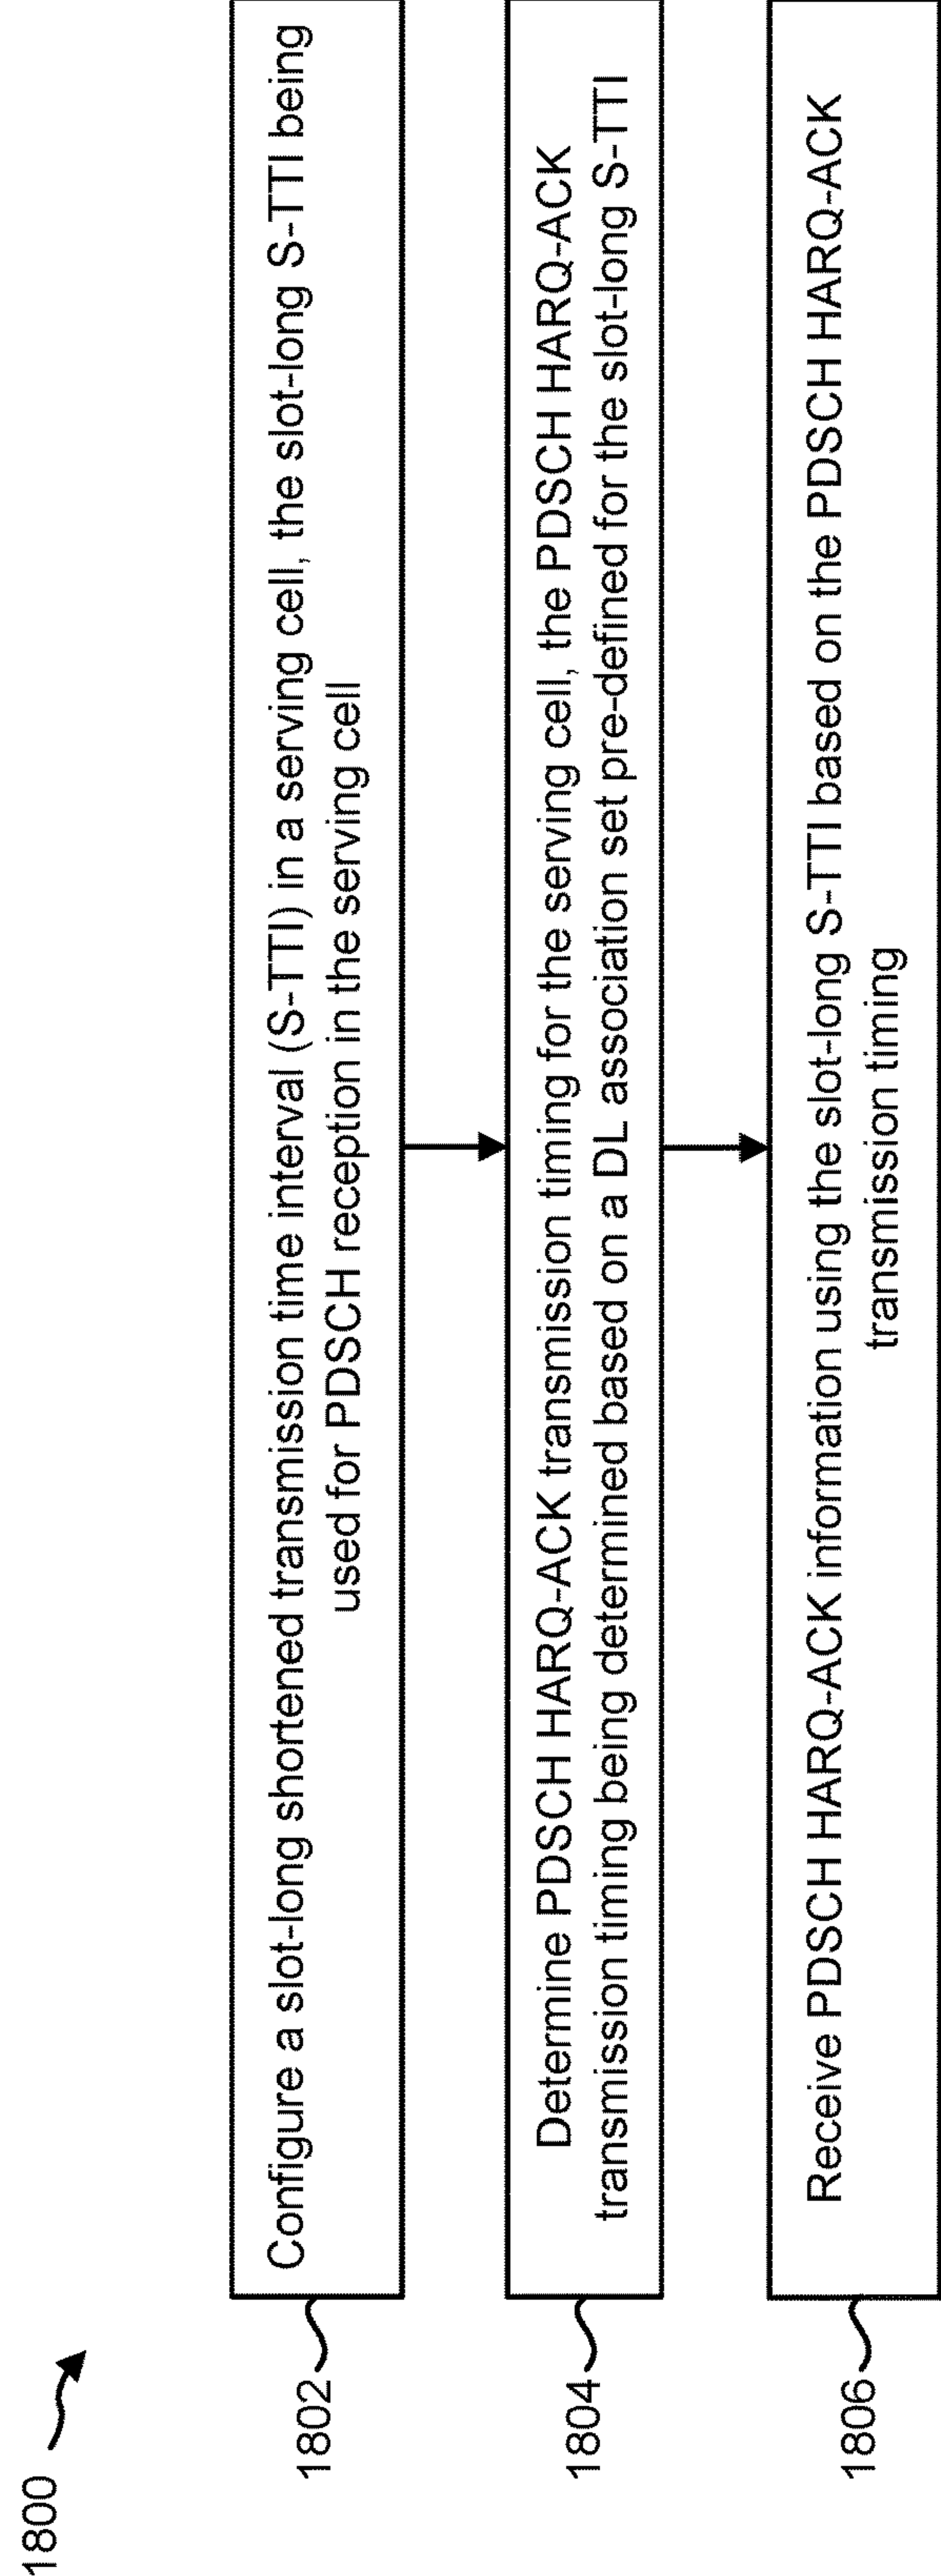 1800
1802
Configure a slot-long shortened transmission time interval (S-TTI) in a serving cell, the slot-long S-TTI being
used for PDSCH reception in the serving cell
1804
Determine PDSCH HARQ-ACK transmission timing for the serving cell, the PDSCH HARQ-ACK
transmission timing being determined based on a DL association set pre-defined for the slot-long S-TTI
1806
Receive PDSCH HARQ-ACK information using the slot-long S-TTI based on the PDSCH HARQ-ACK
transmission timing